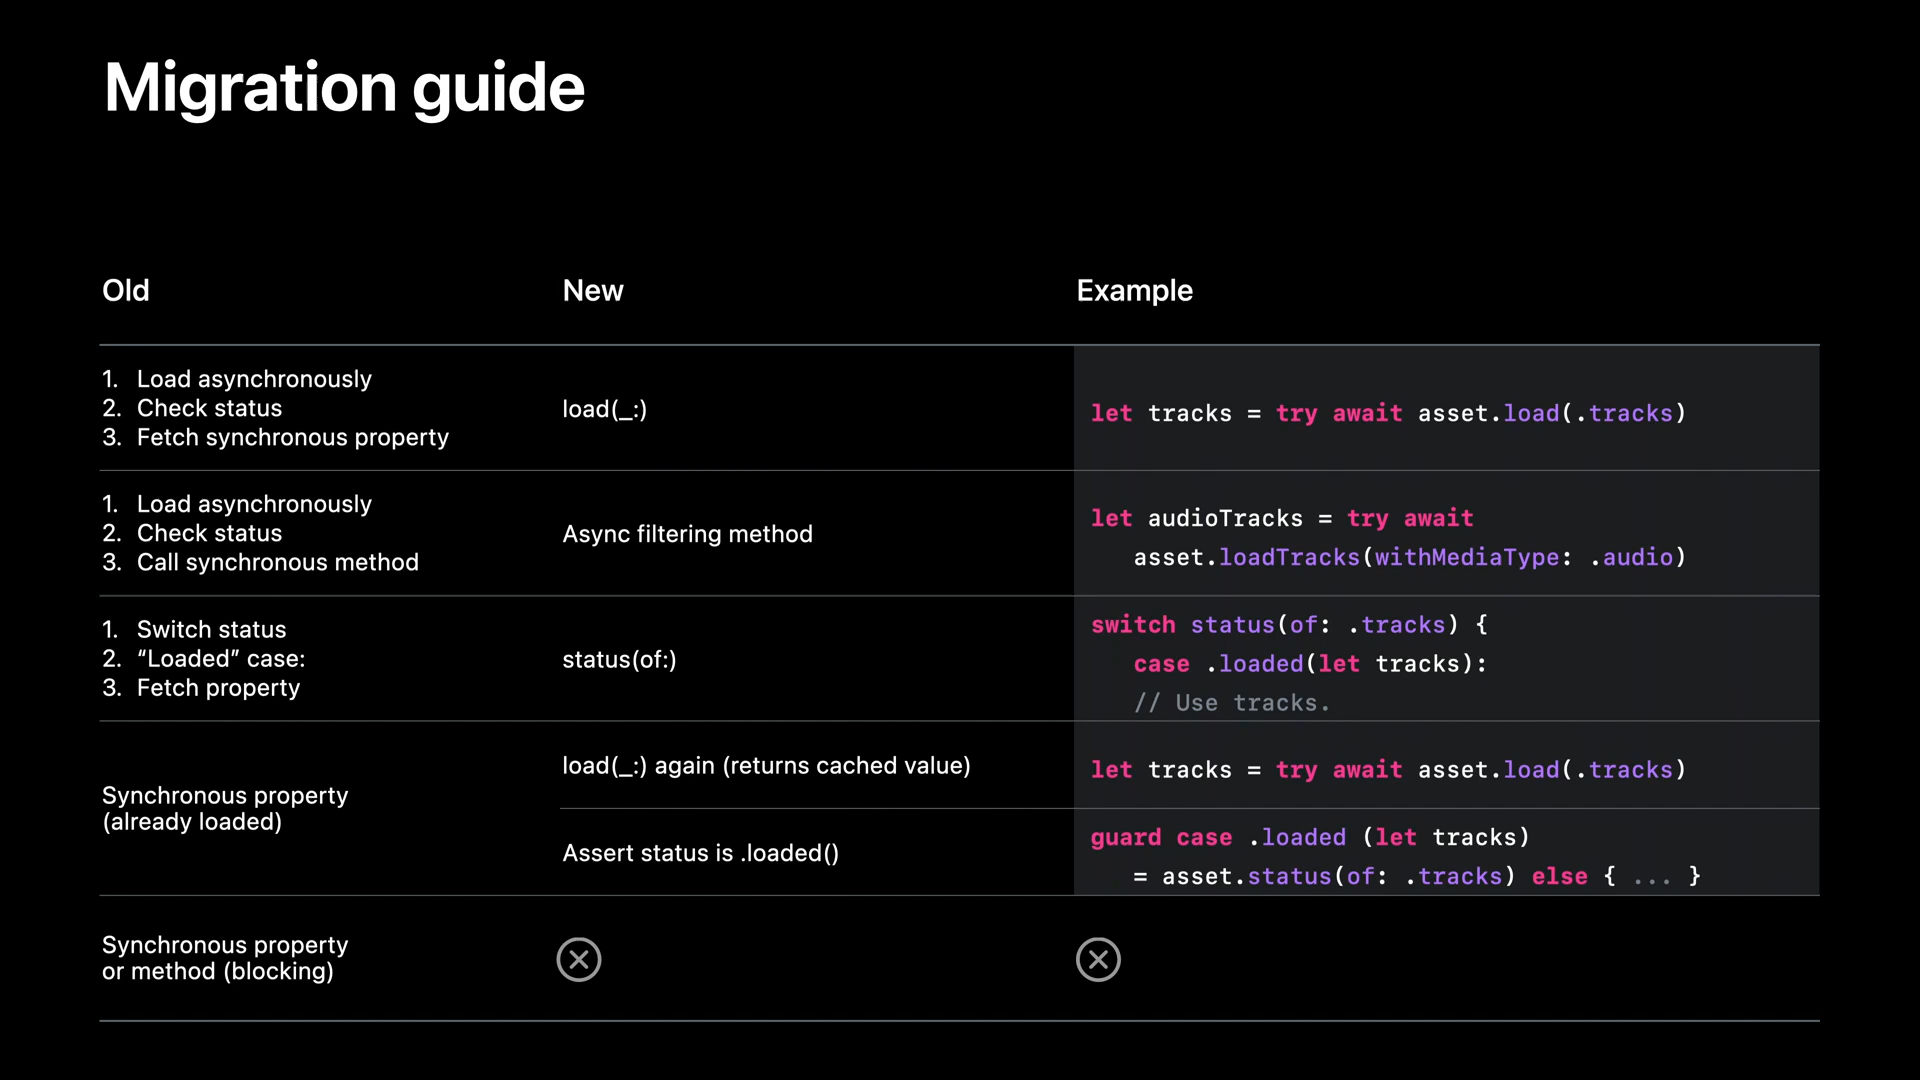 Migration guide
Old
New
Example
1. Load asynchronously
2. Check status
3. Fetch synchronous property
load(_:)
let tracks = try await asset.load(.tracks)
1. Load asynchronously
2. Check status
3. Call synchronous method
Async filtering method
let audioTracks = try await
asset.loadTracks(withMediaType: .audio)
1. Switch status
2. “Loaded” case:
3. Fetch property
status(of:)
switch status(of: .tracks) {
case .loaded(let tracks):
// Use tracks.
Synchronous property
(already loaded)
load(_:) again (returns cached value)
let tracks = try await asset.load(.tracks)
Assert status is .loaded()
guard case .loaded (let tracks)
= asset.status(of: .tracks) else { ... }
Synchronous property
or method (blocking)